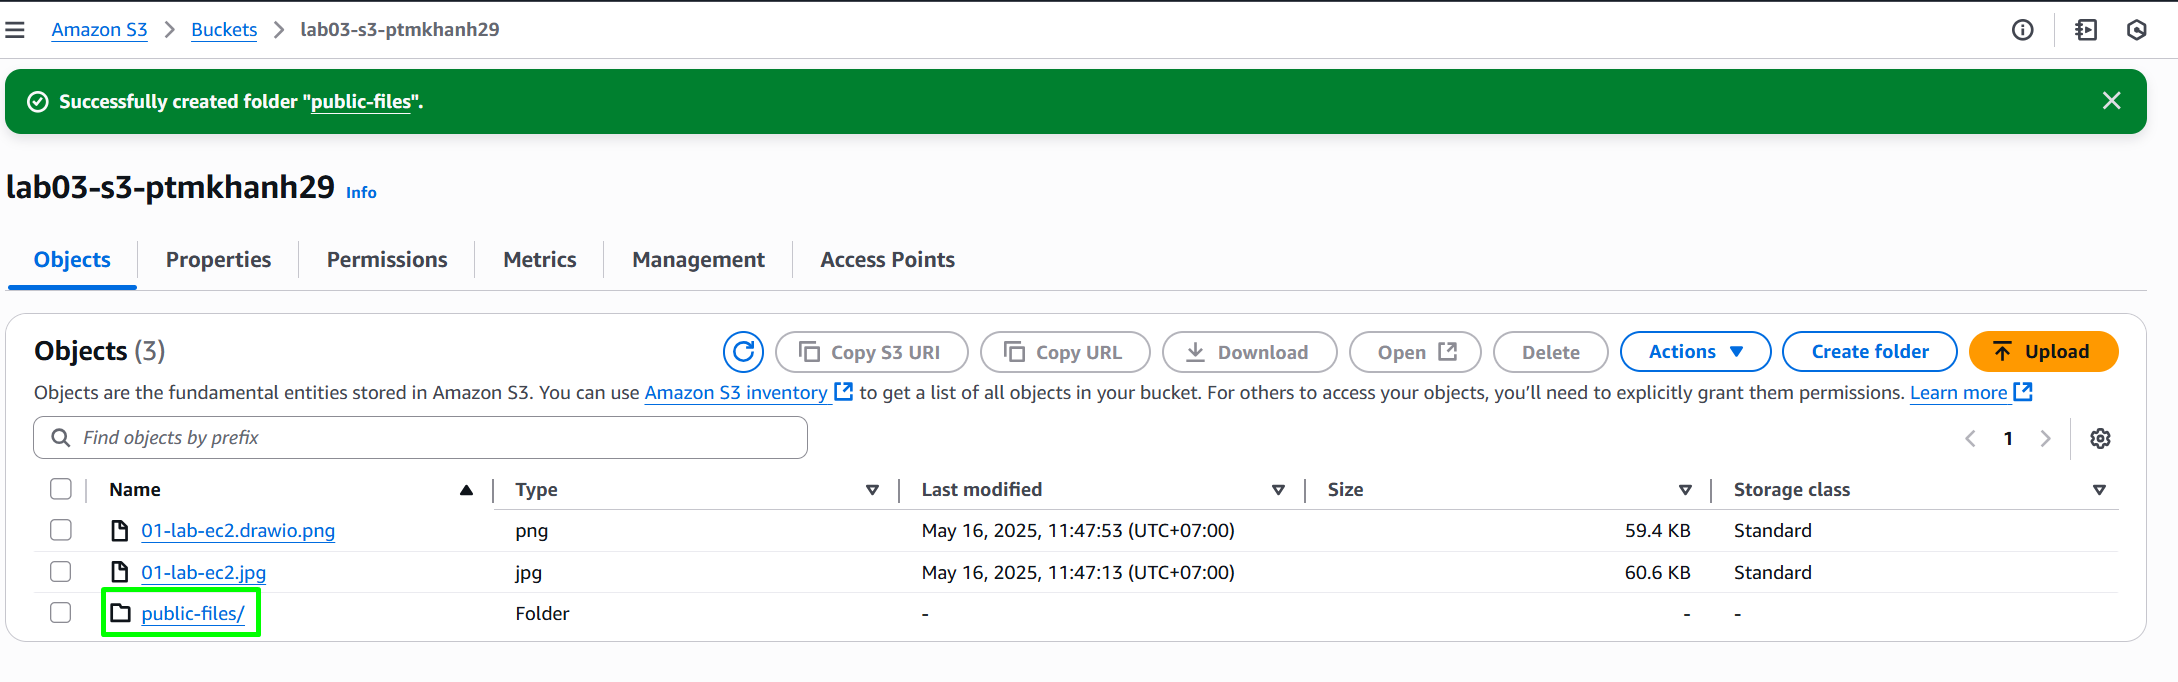 Amazon S3 > Buckets > lab03-s3-ptmkhanh29
Successfully created folder "public-files".
lab03-s3-ptmkhanh29 Info
Objects Properties Permissions Metrics Management Access Points
Objects (3) Copy S3 URI Copy URL Download Open Delete Actions Create folder Upload
Objects are the fundamental entities stored in Amazon S3. You can use Amazon S3 inventory to get a list of all objects in your bucket. For others to access your objects, you'll need to explicitly grant them permissions. Learn more
Find objects by prefix 1
Name Type Last modified Size Storage class
01-lab-ec2.drawio.png png May 16, 2025, 11:47:53 (UTC+07:00) 59.4 KB Standard
01-lab-ec2.jpg jpg May 16, 2025, 11:47:13 (UTC+07:00) 60.6 KB Standard
public-files/ Folder - - -